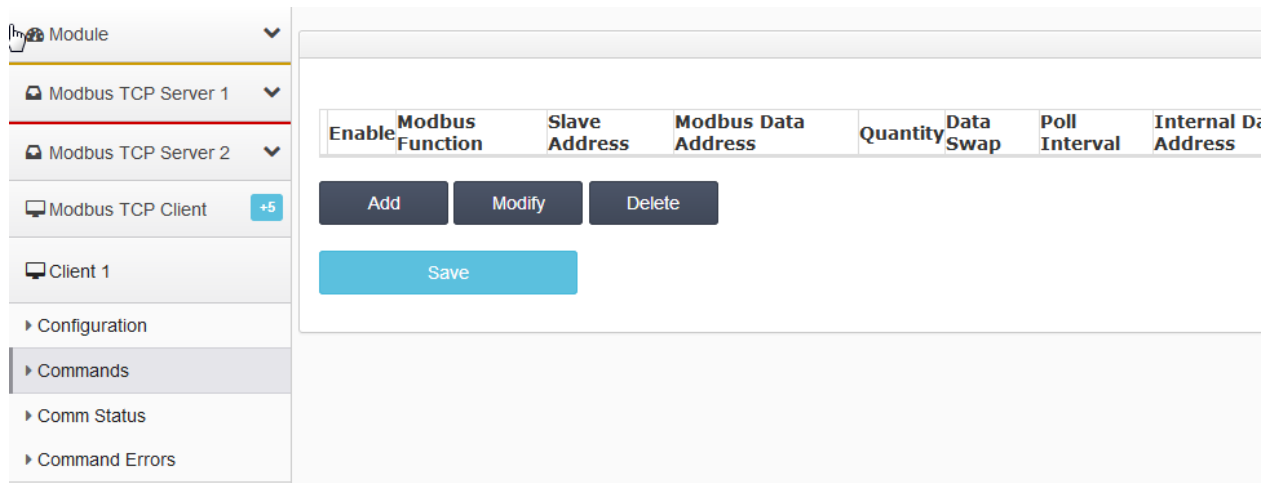 Module
Modbus TCP Server 1
Modbus TCP Server 2
Modbus TCP Client +5
Client 1
Configuration
Commands
Comm Status
Command Errors
Enable Modbus Function Slave Address Modbus Data Address Quantity Data Swap Poll Interval Internal Da Address
Add Modify Delete
Save